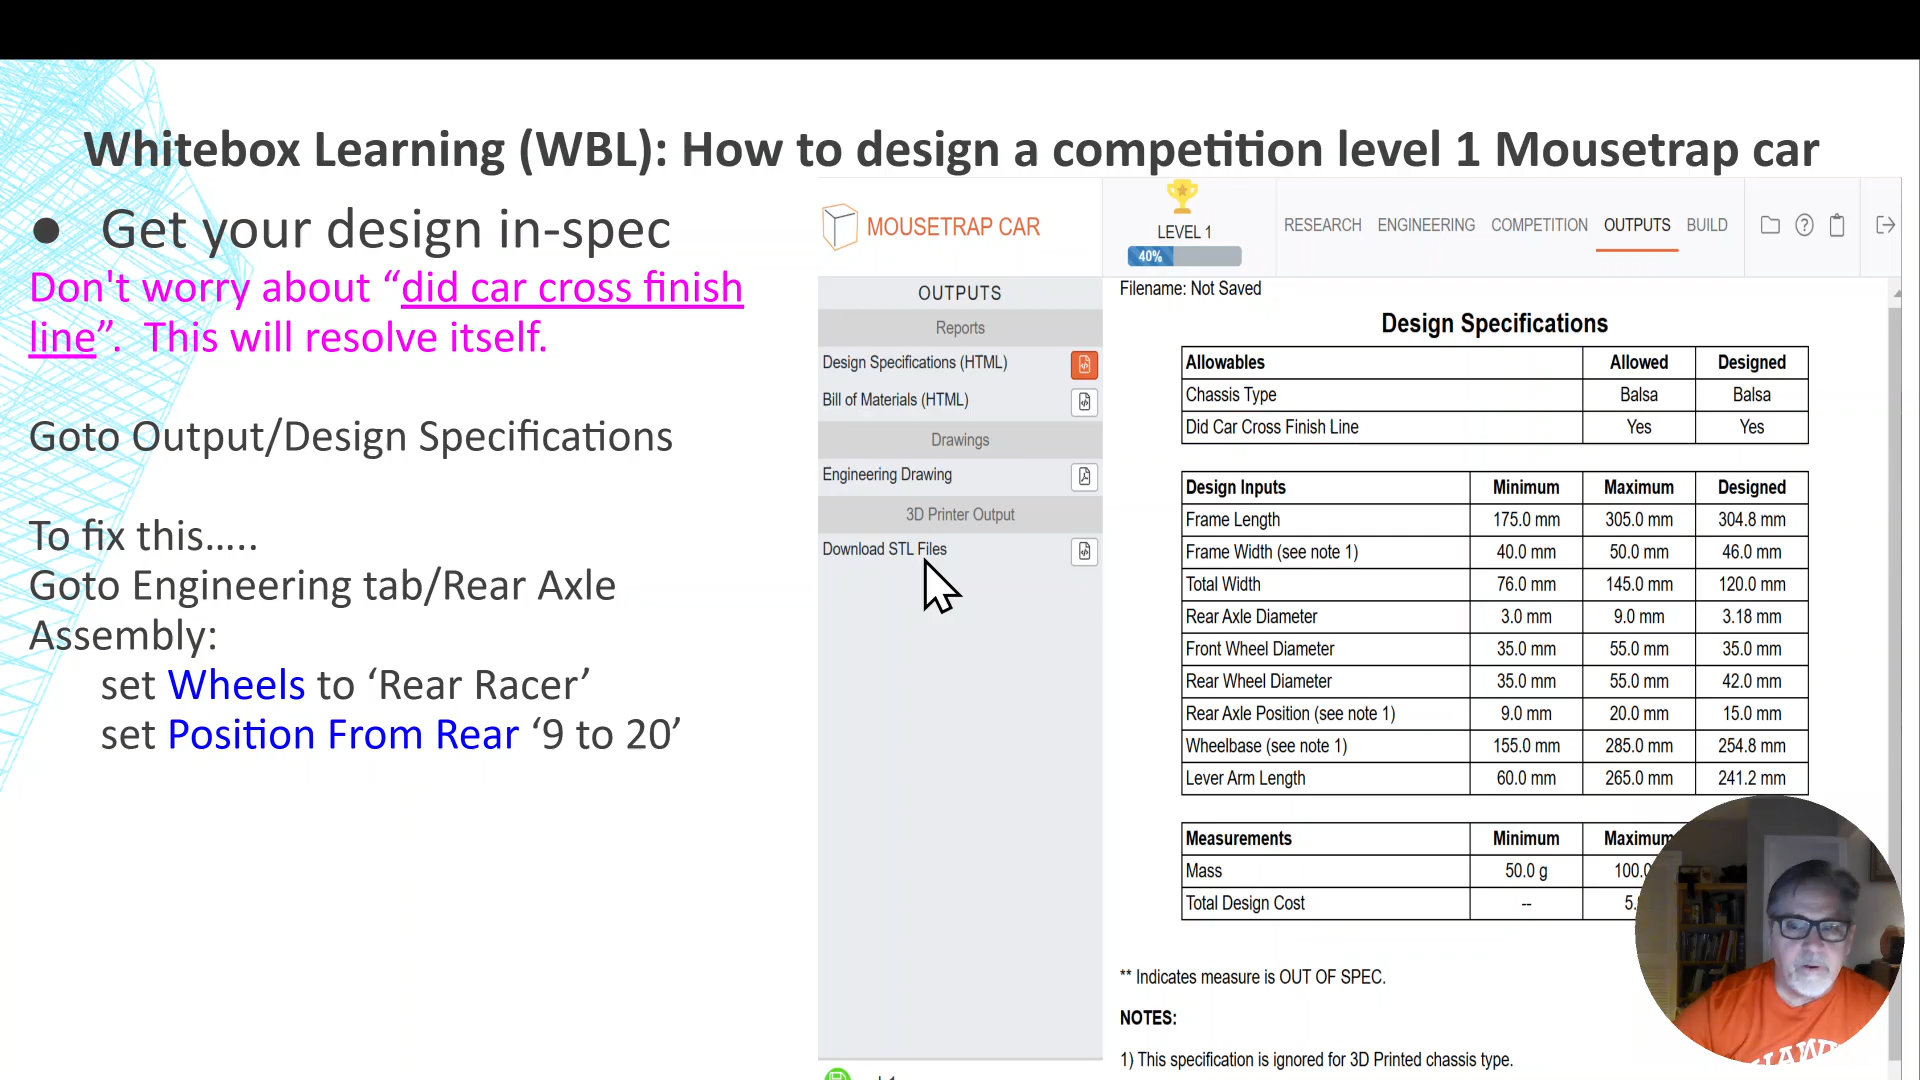 Whitebox Learning (WBL): How to design a competition level 1 Mousetrap car
● Get your design in-spec
Don't worry about “did car cross finish
line”. This will resolve itself.
Goto Output/Design Specifications
To fix this.....
Goto Engineering tab/Rear Axle
Assembly:
set Wheels to ‘Rear Racer’
set Position From Rear ‘9 to 20’
MOUSETRAP CAR
LEVEL 1
40%
RESEARCH ENGINEERING COMPETITION OUTPUTS BUILD
OUTPUTS
Reports
Design Specifications (HTML)
Bill of Materials (HTML)
Drawings
Engineering Drawing
3D Printer Output
Download STL Files
Filename: Not Saved
Design Specifications
Allowables Allowed Designed
Chassis Type Balsa Balsa
Did Car Cross Finish Line Yes Yes
Design Inputs Minimum Maximum Designed
Frame Length 175.0 mm 305.0 mm 304.8 mm
Frame Width (see note 1) 40.0 mm 50.0 mm 46.0 mm
Total Width 76.0 mm 145.0 mm 120.0 mm
Rear Axle Diameter 3.0 mm 9.0 mm 3.18 mm
Front Wheel Diameter 35.0 mm 55.0 mm 35.0 mm
Rear Wheel Diameter 35.0 mm 55.0 mm 42.0 mm
Rear Axle Position (see note 1) 9.0 mm 20.0 mm 15.0 mm
Wheelbase (see note 1) 155.0 mm 285.0 mm 254.8 mm
Lever Arm Length 60.0 mm 265.0 mm 241.2 mm
Measurements Minimum Maximum
Mass 50.0 g 100.0
Total Design Cost -- 5.
** Indicates measure is OUT OF SPEC.
NOTES:
1) This specification is ignored for 3D Printed chassis type.